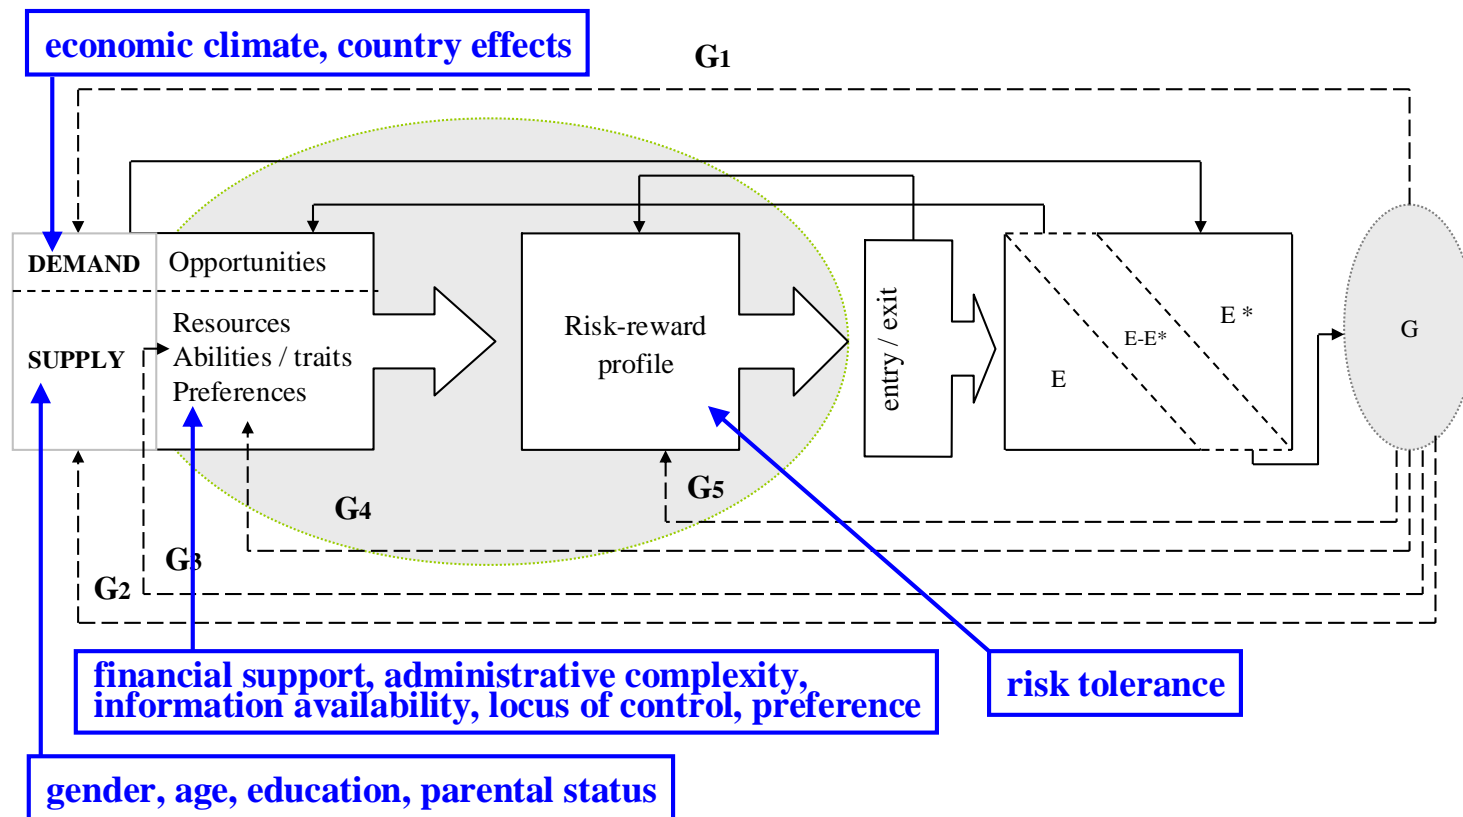 economic climate, country effects
G1
DEMAND
Opportunities
Resources
Abilities / traits
Preferences
SUPPLY
Risk-reward
profile
entry / exit
E
E-E*
E *
G
G5
G4
G3
G2
financial support, administrative complexity,
information availability, locus of control, preference
risk tolerance
gender, age, education, parental status